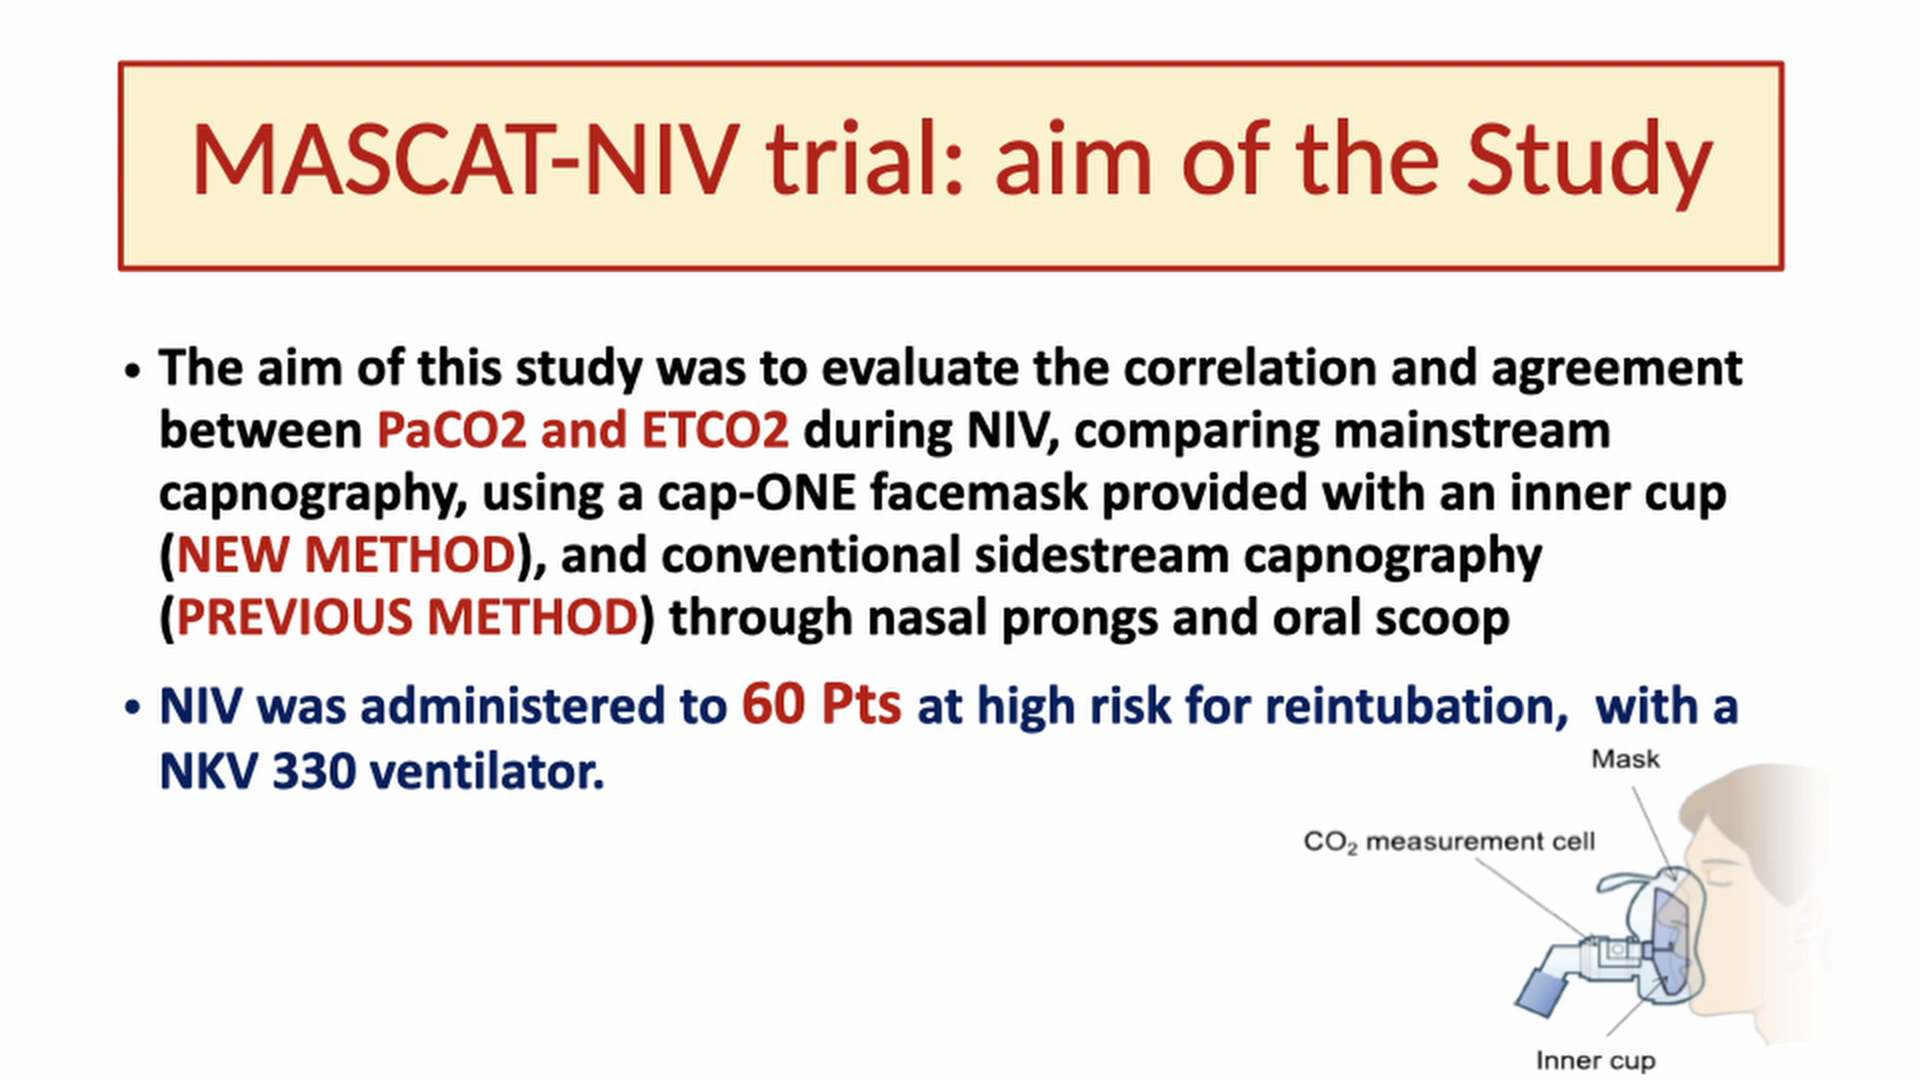 MASCAT-NIV trial: aim of the Study
• The aim of this study was to evaluate the correlation and agreement
between PaCO2 and ETCO2 during NIV, comparing mainstream
capnography, using a cap-ONE facemask provided with an inner cup
(NEW METHOD), and conventional sidestream capnography
(PREVIOUS METHOD) through nasal prongs and oral scoop
• NIV was administered to 60 Pts at high risk for reintubation, with a
NKV 330 ventilator.
Mask
CO₂ measurement cell
Inner cup